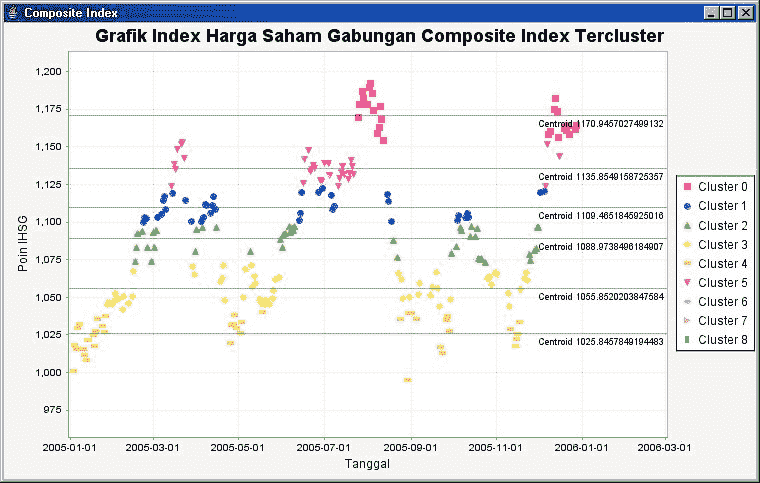 Composite Index
Grafik Index Harga Saham Gabungan Composite Index Tercluster
1,200
1,175
Centroid 1170.9457027499132
1,150
Centroid 1135.8549158725357
1,125
Centroid 1109.4651845925016
1,100
Centroid 1088.9738496184907
1,075
Centroid 1055.8520203847584
1,050
1,025
Centroid 1025.8457849194483
1,000
975
Poin IHSG
2005-01-01 2005-03-01 2005-05-01 2005-07-01 2005-09-01 2005-11-01 2006-01-01 2006-03-01
Tanggal
Cluster 0
Cluster 1
Cluster 2
Cluster 3
Cluster 4
Cluster 5
Cluster 6
Cluster 7
Cluster 8